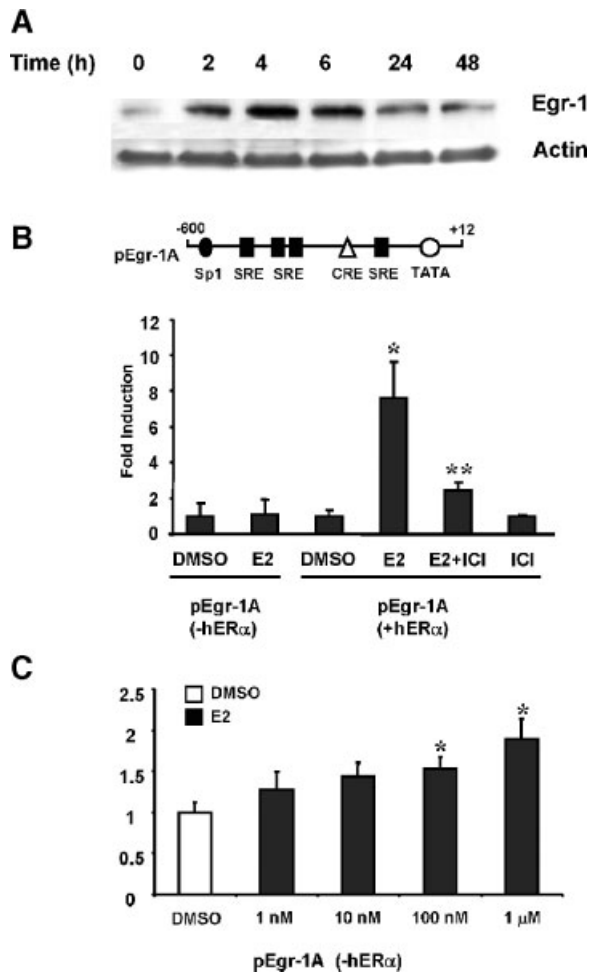 A
Time (h) 0 2 4 6 24 48
Egr-1
Actin
B
-600 +12
pEgr-1A
Sp1 SRE SRE CRE SRE TATA
Fold Induction
12
10
8
6
4
2
0
*
**
DMSO E2 DMSO E2 E2+ICI ICI
pEgr-1A pEgr-1A
(-hERα) (+hERα)
C
2.5
2
1.5
1
0.5
0
DMSO
E2
* *
DMSO 1 nM 10 nM 100 nM 1 μM
pEgr-1A (-hERα)